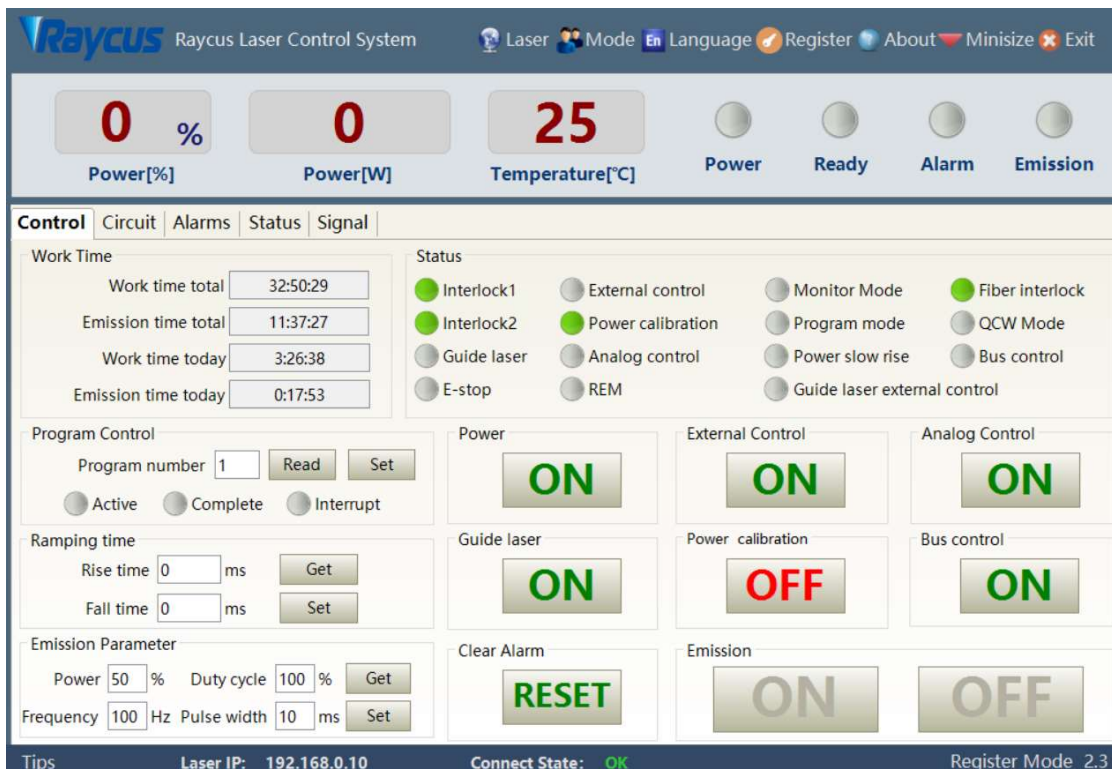 Raycus Raycus Laser Control System Laser Mode En Language Register About Minisize Exit
0 % 0 25
Power[%] Power[W] Temperature[℃] Power Ready Alarm Emission
Control Circuit Alarms Status Signal
Work Time
Work time total 32:50:29
Emission time total 11:37:27
Work time today 3:26:38
Emission time today 0:17:53
Status
Interlock1 External control Monitor Mode Fiber interlock
Interlock2 Power calibration Program mode QCW Mode
Guide laser Analog control Power slow rise Bus control
E-stop REM Guide laser external control
Program Control
Program number 1 Read Set
Active Complete Interrupt
Power
ON
External Control
ON
Analog Control
ON
Ramping time
Rise time 0 ms Get
Fall time 0 ms Set
Guide laser
ON
Power calibration
OFF
Bus control
ON
Emission Parameter
Power 50 % Duty cycle 100 % Get
Frequency 100 Hz Pulse width 10 ms Set
Clear Alarm
RESET
Emission
ON OFF
Tips Laser IP: 192.168.0.10 Connect State: OK Register Mode 2.3